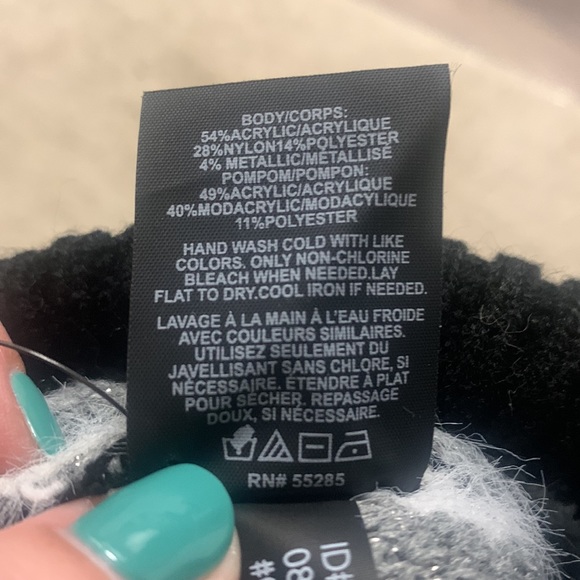 BODY/CORPS:
54%ACRYLIC/ACRYLIQUE
28%NYLON14%POLYESTER
4% METALLIC/METALLISÉ
POMPOM/POMPON:
49%ACRYLIC/ACRYLIQUE
40%MODACRYLIC/MODACYLIQUE
11%POLYESTER
HAND WASH COLD WITH LIKE
COLORS. ONLY NON-CHLORINE
BLEACH WHEN NEEDED.LAY
FLAT TO DRY.COOL IRON IF NEEDED.
LAVAGE À LA MAIN À L'EAU FROIDE
AVEC COULEURS SIMILAIRES.
UTILISEZ SEULEMENT DU
JAVELLISANT SANS CHLORE, SI
NÉCESSAIRE. ÉTENDRE À PLAT
POUR SÉCHER. REPASSAGE
DOUX, SI NÉCESSAIRE.
RN# 55285
ID#
08